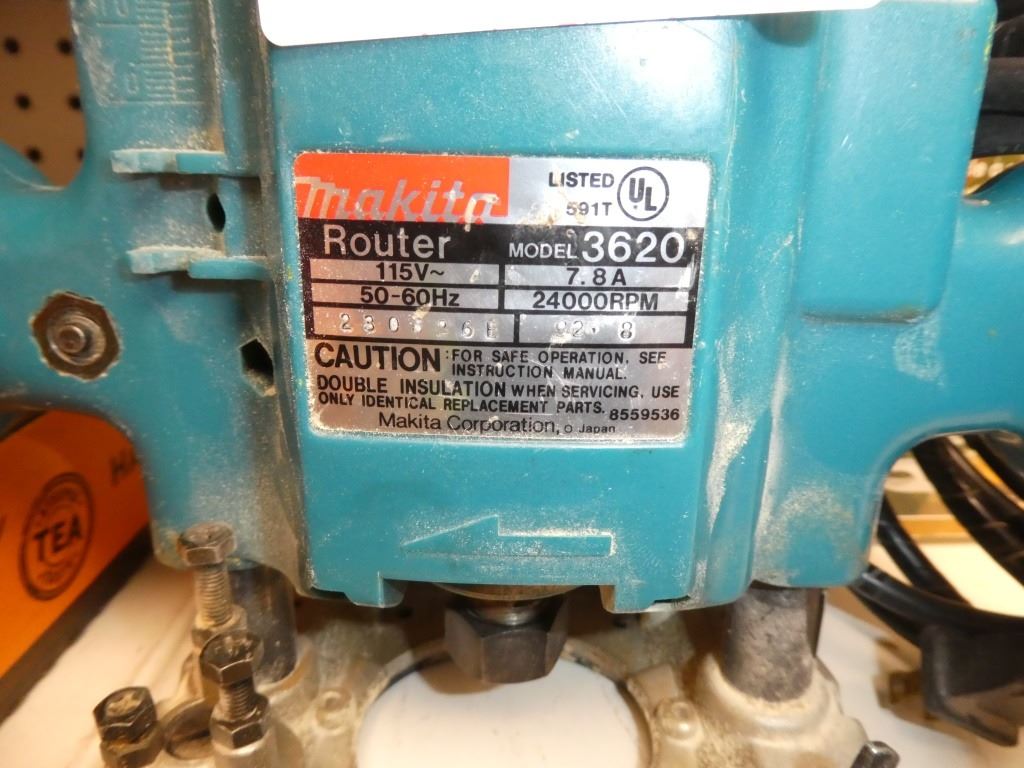 makita
LISTED
591T
UL
Router MODEL 3620
115V~ 7.8A
50-60Hz 24000RPM
CAUTION: FOR SAFE OPERATION, SEE
INSTRUCTION MANUAL.
DOUBLE INSULATION WHEN SERVICING, USE
ONLY IDENTICAL REPLACEMENT PARTS. 8559536
Makita Corporation, O Japan
TEA